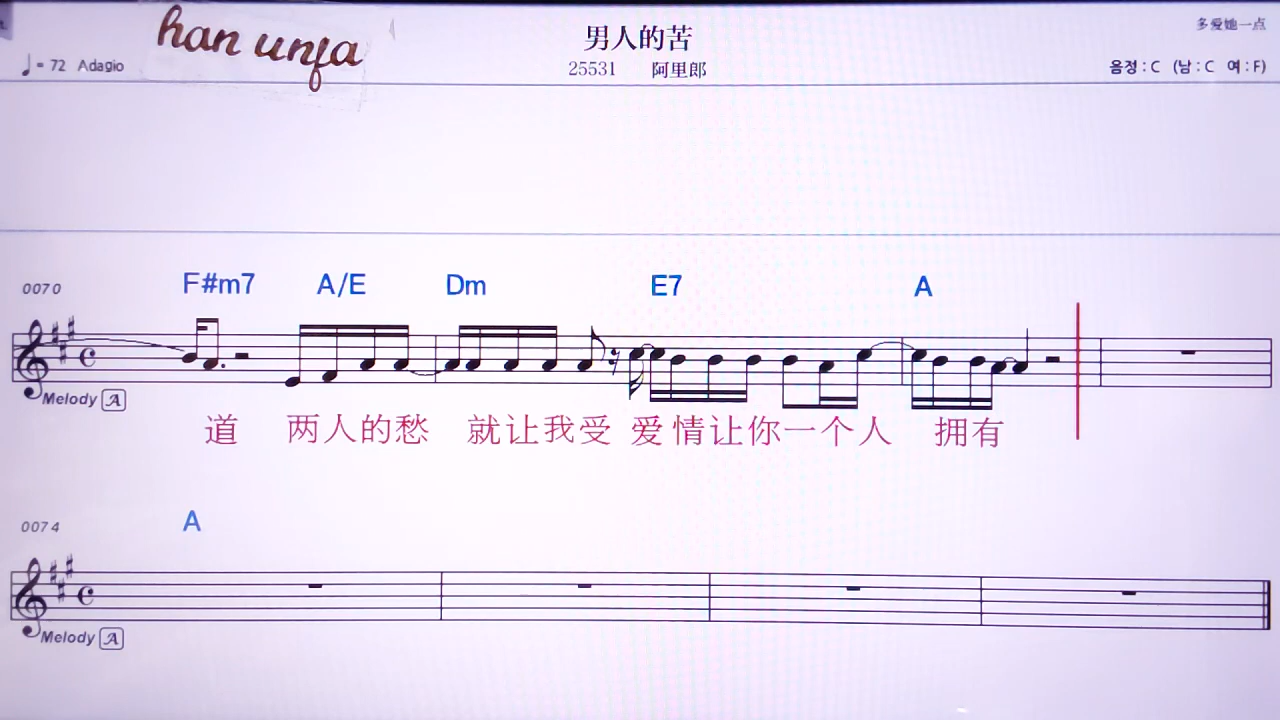 han unfa
男人的苦
多爱她一点
♩= 72 Adagio
25531 阿里郎
음정 : C (남 : C 여 : F)
F#m7 A/E Dm E7 A
0070
Melody A
道 两人的愁 就让我受 爱情让你一个人 拥有
A
0074
Melody A